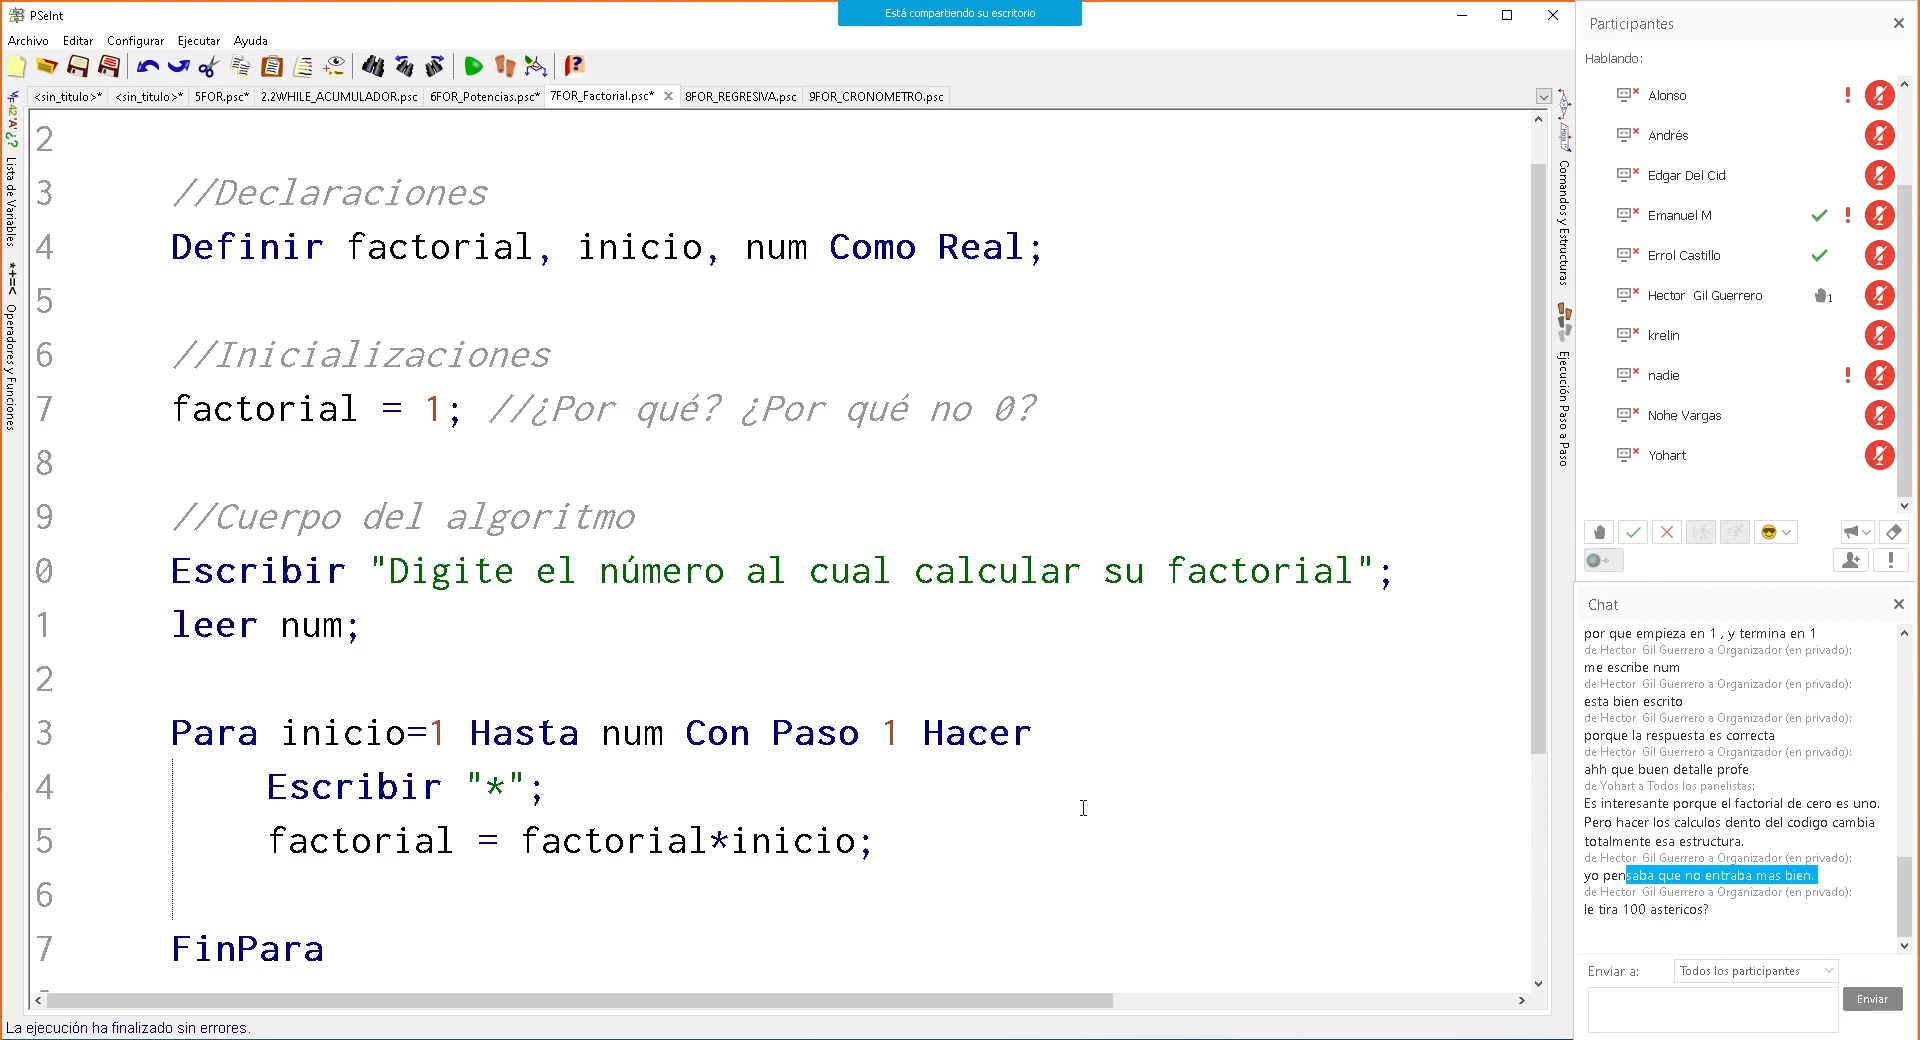 PSeInt
Está compartiendo su escritorio
Archivo Editar Configurar Ejecutar Ayuda
<sin_titulo>* <sin_titulo>* 5FOR.psc* 2.2WHILE_ACUMULADOR.psc 6FOR_Potencias.psc* 7FOR_Factorial.psc* 8FOR_REGRESIVA.psc 9FOR_CRONOMETRO.psc
Lista de Variables
Operadores y Funciones
2
3 //Declaraciones
4 Definir factorial, inicio, num Como Real;
5
6 //Inicializaciones
7 factorial = 1; //¿Por qué? ¿Por qué no 0?
8
9 //Cuerpo del algoritmo
0 Escribir "Digite el número al cual calcular su factorial";
1 leer num;
2
3 Para inicio=1 Hasta num Con Paso 1 Hacer
4 Escribir "*";
5 factorial = factorial*inicio;
6
7 FinPara
La ejecución ha finalizado sin errores.
Comandos y Estructuras
Ejecución Paso a Paso
Participantes
Hablando:
Alonso
Andrés
Edgar Del Cid
Emanuel M
Errol Castillo
Hector Gil Guerrero 1
krelin
nadie
Nohe Vargas
Yohart
Chat
por que empieza en 1 , y termina en 1
de Hector Gil Guerrero a Organizador (en privado):
me escribe num
de Hector Gil Guerrero a Organizador (en privado):
esta bien escrito
de Hector Gil Guerrero a Organizador (en privado):
porque la respuesta es correcta
de Hector Gil Guerrero a Organizador (en privado):
ahh que buen detalle profe
de Yohart a Todos los panelistas:
Es interesante porque el factorial de cero es uno.
Pero hacer los calculos dento del codigo cambia
totalmente esa estructura.
de Hector Gil Guerrero a Organizador (en privado):
yo pensaba que no entraba mas bien.
de Hector Gil Guerrero a Organizador (en privado):
le tira 100 astericos?
Enviar a: Todos los participantes
Enviar